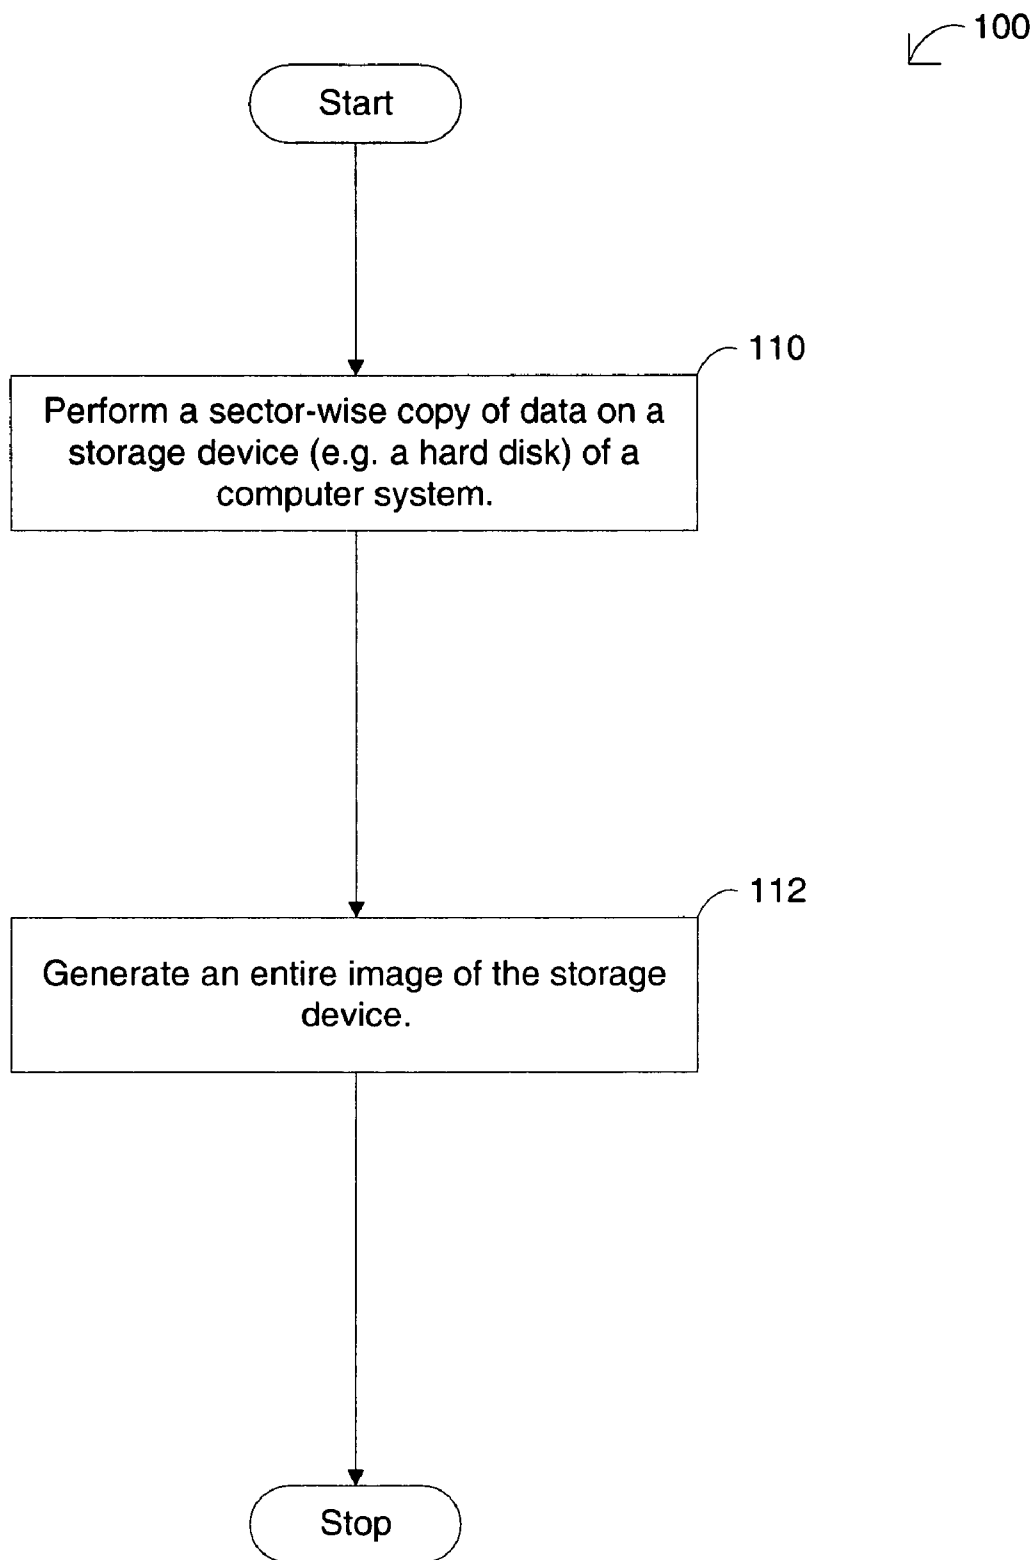 100
Start
110
Perform a sector-wise copy of data on a
storage device (e.g. a hard disk) of a
computer system.
112
Generate an entire image of the storage
device.
Stop